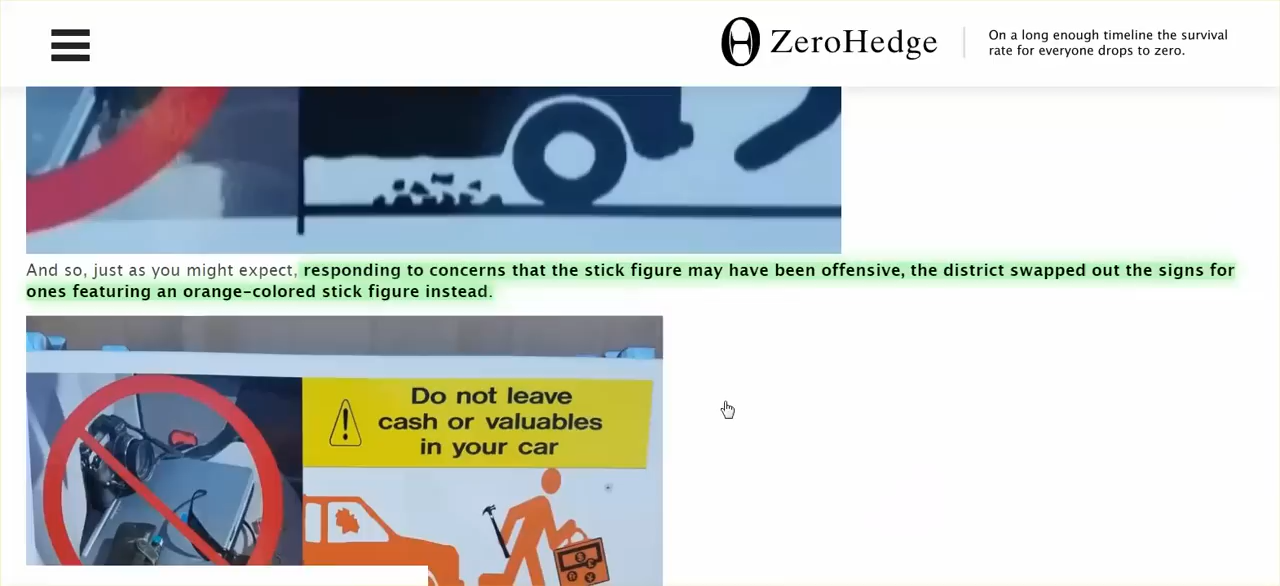 ZeroHedge
On a long enough timeline the survival
rate for everyone drops to zero.
And so, just as you might expect, responding to concerns that the stick figure may have been offensive, the district swapped out the signs for
ones featuring an orange-colored stick figure instead.
Do not leave
cash or valuables
in your car